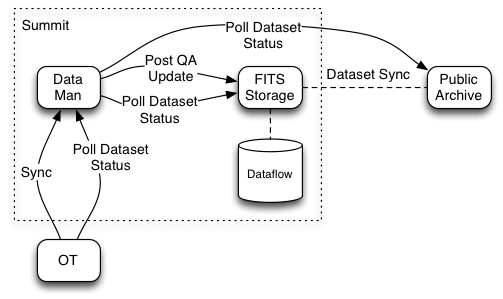 Summit
Poll Dataset
Status
Post QA
Update
Data
Man
Poll Dataset
Status
FITS
Storage
Dataset Sync
Public
Archive
Poll Dataset
Status
Sync
Dataflow
OT